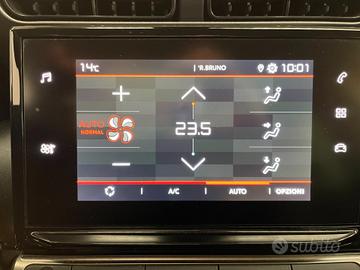 14°C
'R.BRUNO
10:01
AUTO
NORMAL
23.5
A/C
AUTO
OPZIONI
subito